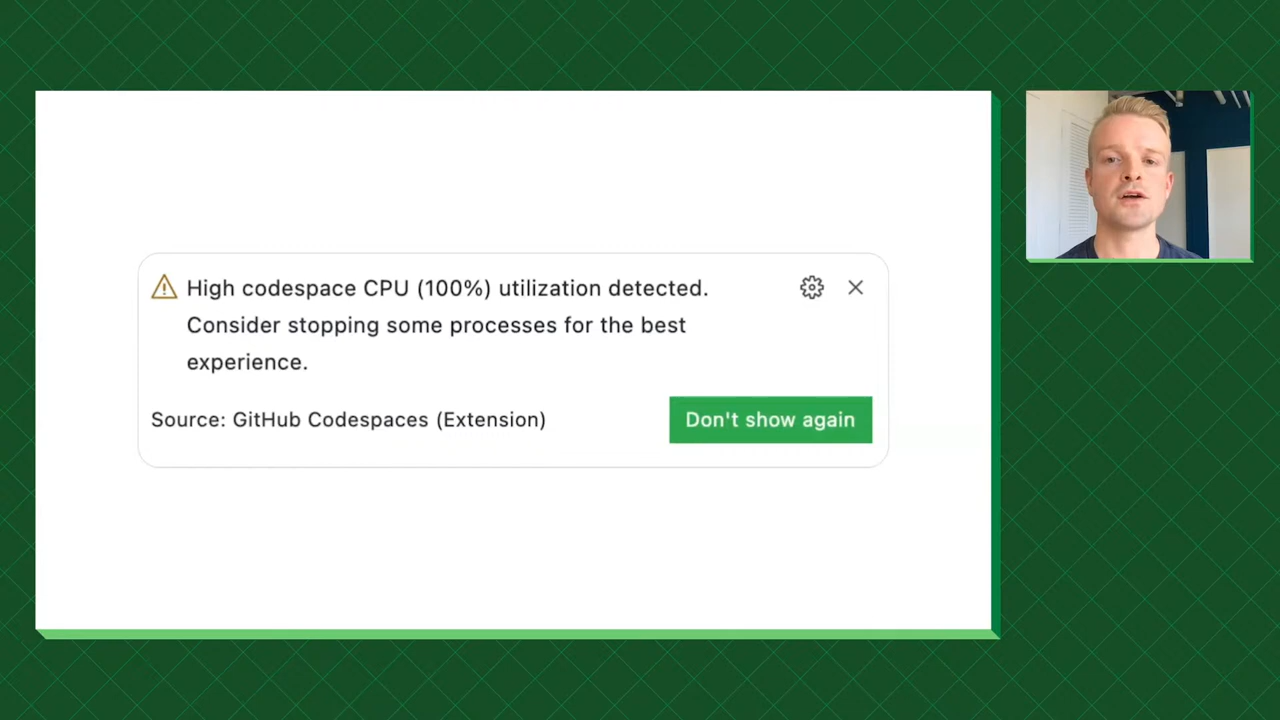 High codespace CPU (100%) utilization detected.
Consider stopping some processes for the best
experience.
Source: GitHub Codespaces (Extension)
Don't show again